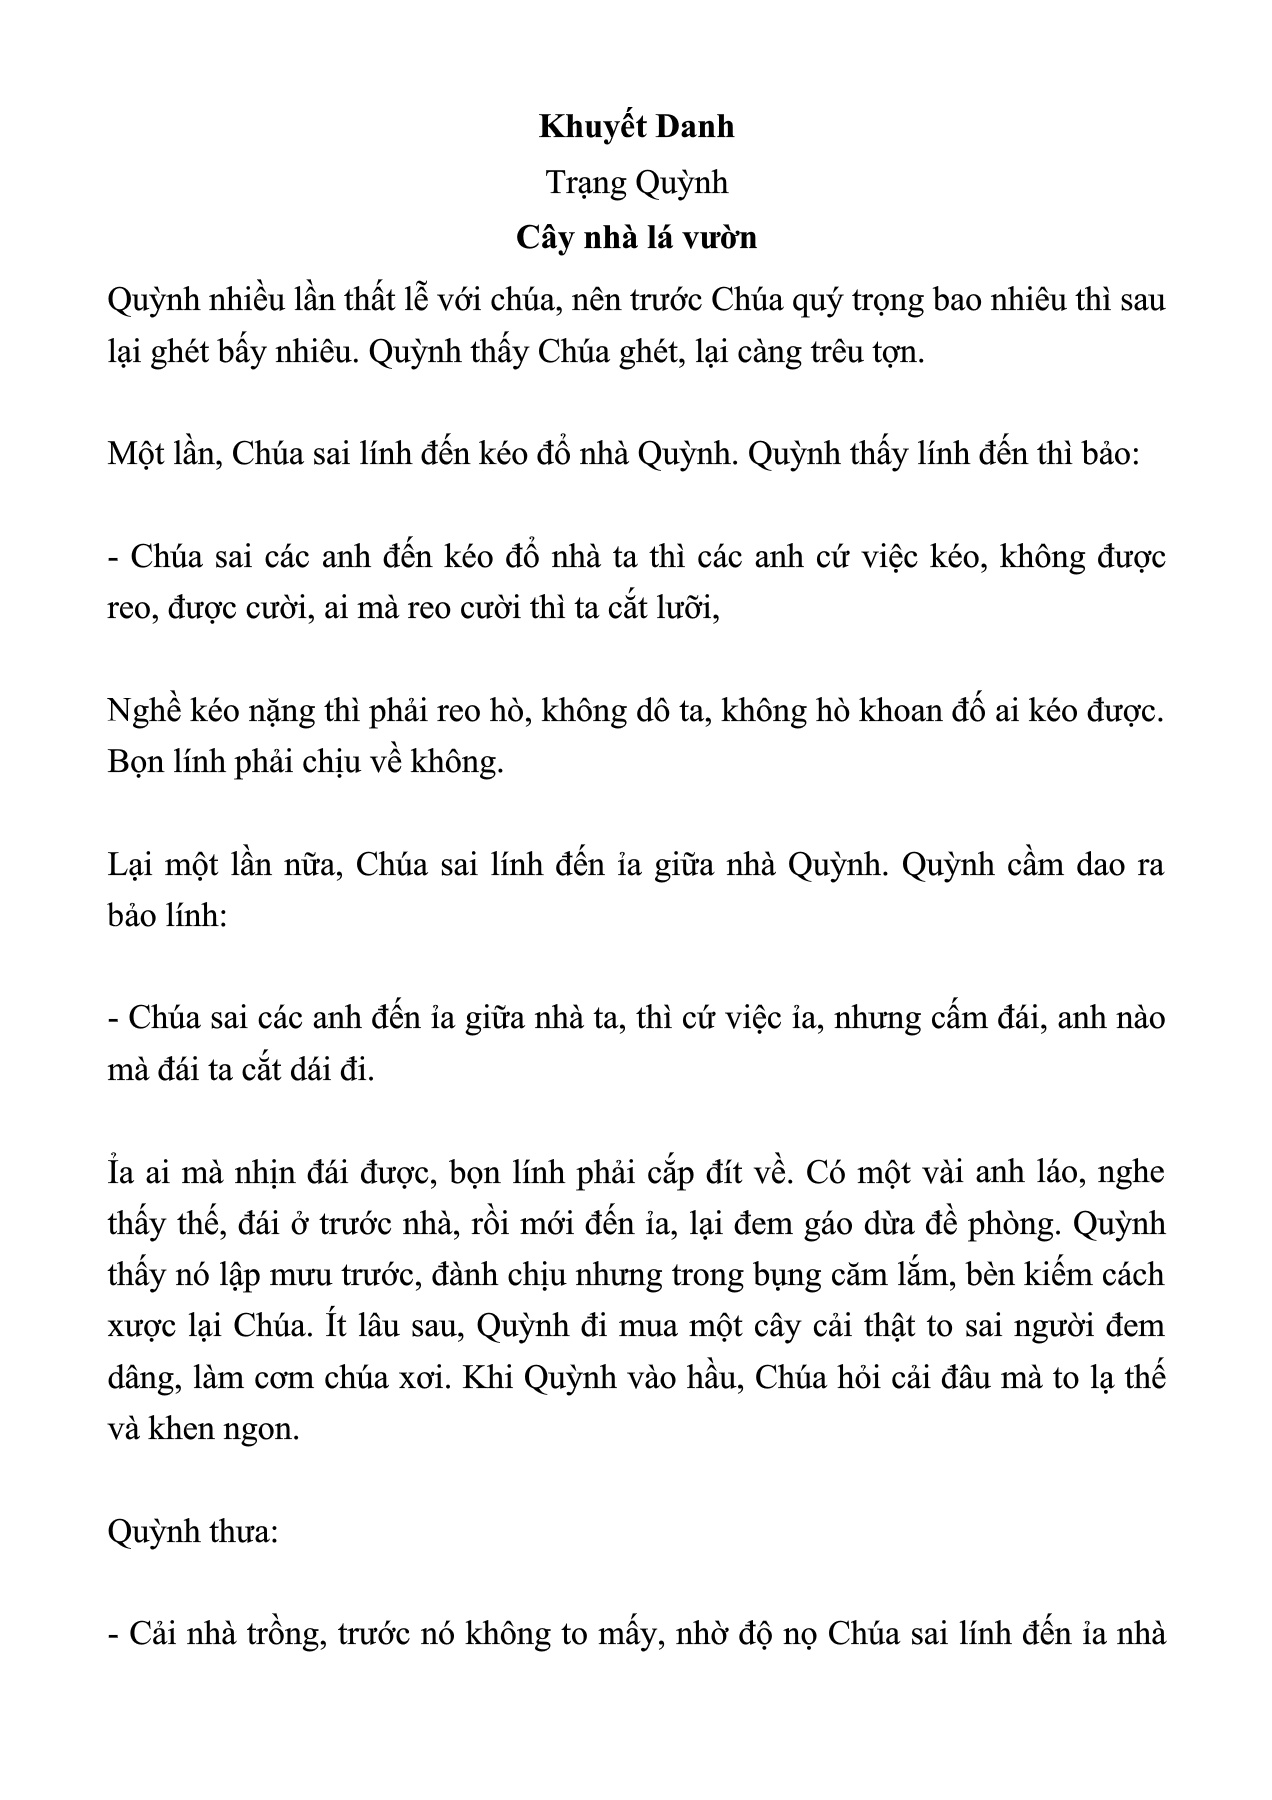 Khuyết Danh
Trạng Quỳnh
Cây nhà lá vườn
Quỳnh nhiều lần thất lễ với chúa, nên trước Chúa quý trọng bao nhiêu thì sau
lại ghét bấy nhiêu. Quỳnh thấy Chúa ghét, lại càng trêu tợn.
Một lần, Chúa sai lính đến kéo đổ nhà Quỳnh. Quỳnh thấy lính đến thì bảo:
- Chúa sai các anh đến kéo đổ nhà ta thì các anh cứ việc kéo, không được
reo, được cười, ai mà reo cười thì ta cắt lưỡi,
Nghề kéo nặng thì phải reo hò, không dô ta, không hò khoan đố ai kéo được.
Bọn lính phải chịu về không.
Lại một lần nữa, Chúa sai lính đến ỉa giữa nhà Quỳnh. Quỳnh cầm dao ra
bảo lính:
- Chúa sai các anh đến ỉa giữa nhà ta, thì cứ việc ỉa, nhưng cấm đái, anh nào
mà đái ta cắt dái đi.
Ỉa ai mà nhịn đái được, bọn lính phải cắp đít về. Có một vài anh láo, nghe
thấy thế, đái ở trước nhà, rồi mới đến ỉa, lại đem gáo dừa đề phòng. Quỳnh
thấy nó lập mưu trước, đành chịu nhưng trong bụng căm lắm, bèn kiếm cách
xược lại Chúa. Ít lâu sau, Quỳnh đi mua một cây cải thật to sai người đem
dâng, làm cơm chúa xơi. Khi Quỳnh vào hầu, Chúa hỏi cải đâu mà to lạ thế
và khen ngon.
Quỳnh thưa:
- Cải nhà trồng, trước nó không to mấy, nhờ độ nọ Chúa sai lính đến ỉa nhà